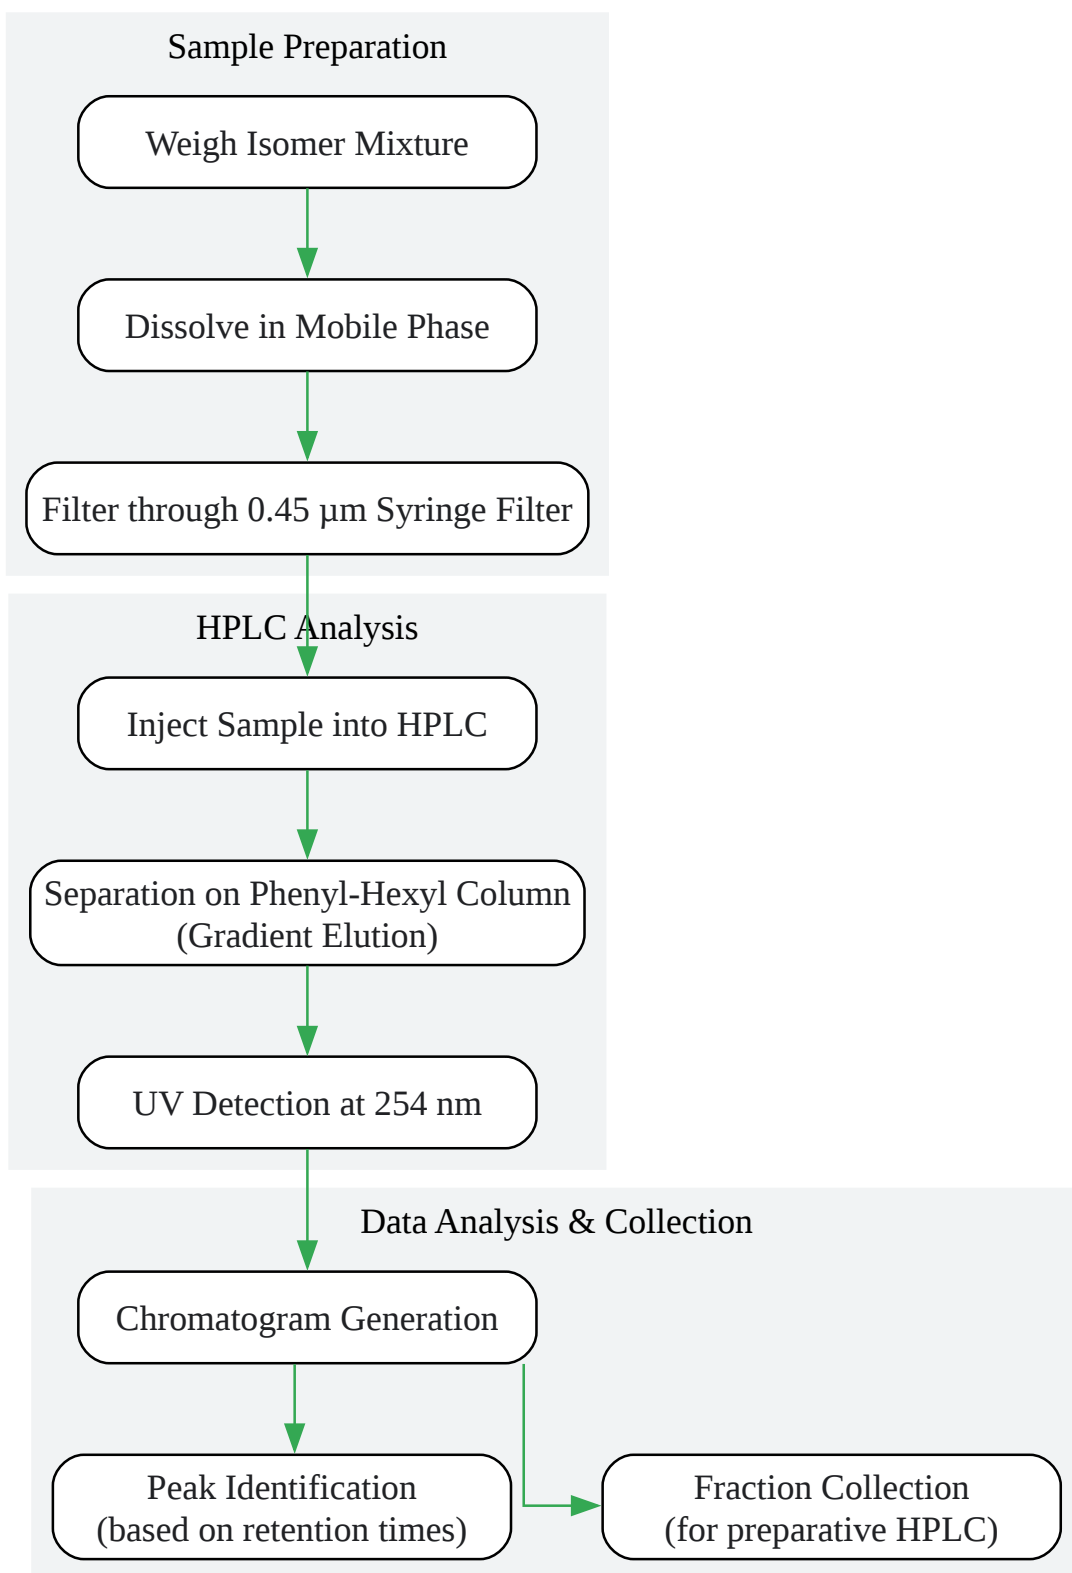 Sample Preparation
Weigh Isomer Mixture
Dissolve in Mobile Phase
Filter through 0.45 µm Syringe Filter
HPLC Analysis
Inject Sample into HPLC
Separation on Phenyl-Hexyl Column
(Gradient Elution)
UV Detection at 254 nm
Data Analysis & Collection
Chromatogram Generation
Peak Identification
(based on retention times)
Fraction Collection
(for preparative HPLC)